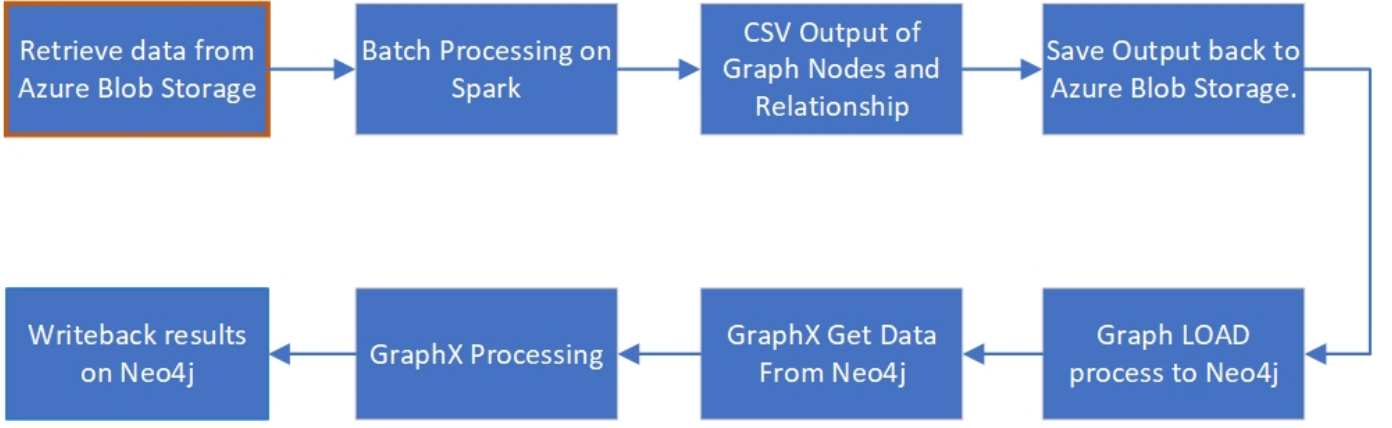 Retrieve data from
Azure Blob Storage
Batch Processing on
Spark
CSV Output of
Graph Nodes and
Relationship
Save Output back to
Azure Blob Storage.
Graph LOAD
process to Neo4j
GraphX Get Data
From Neo4j
GraphX Processing
Writeback results
on Neo4j